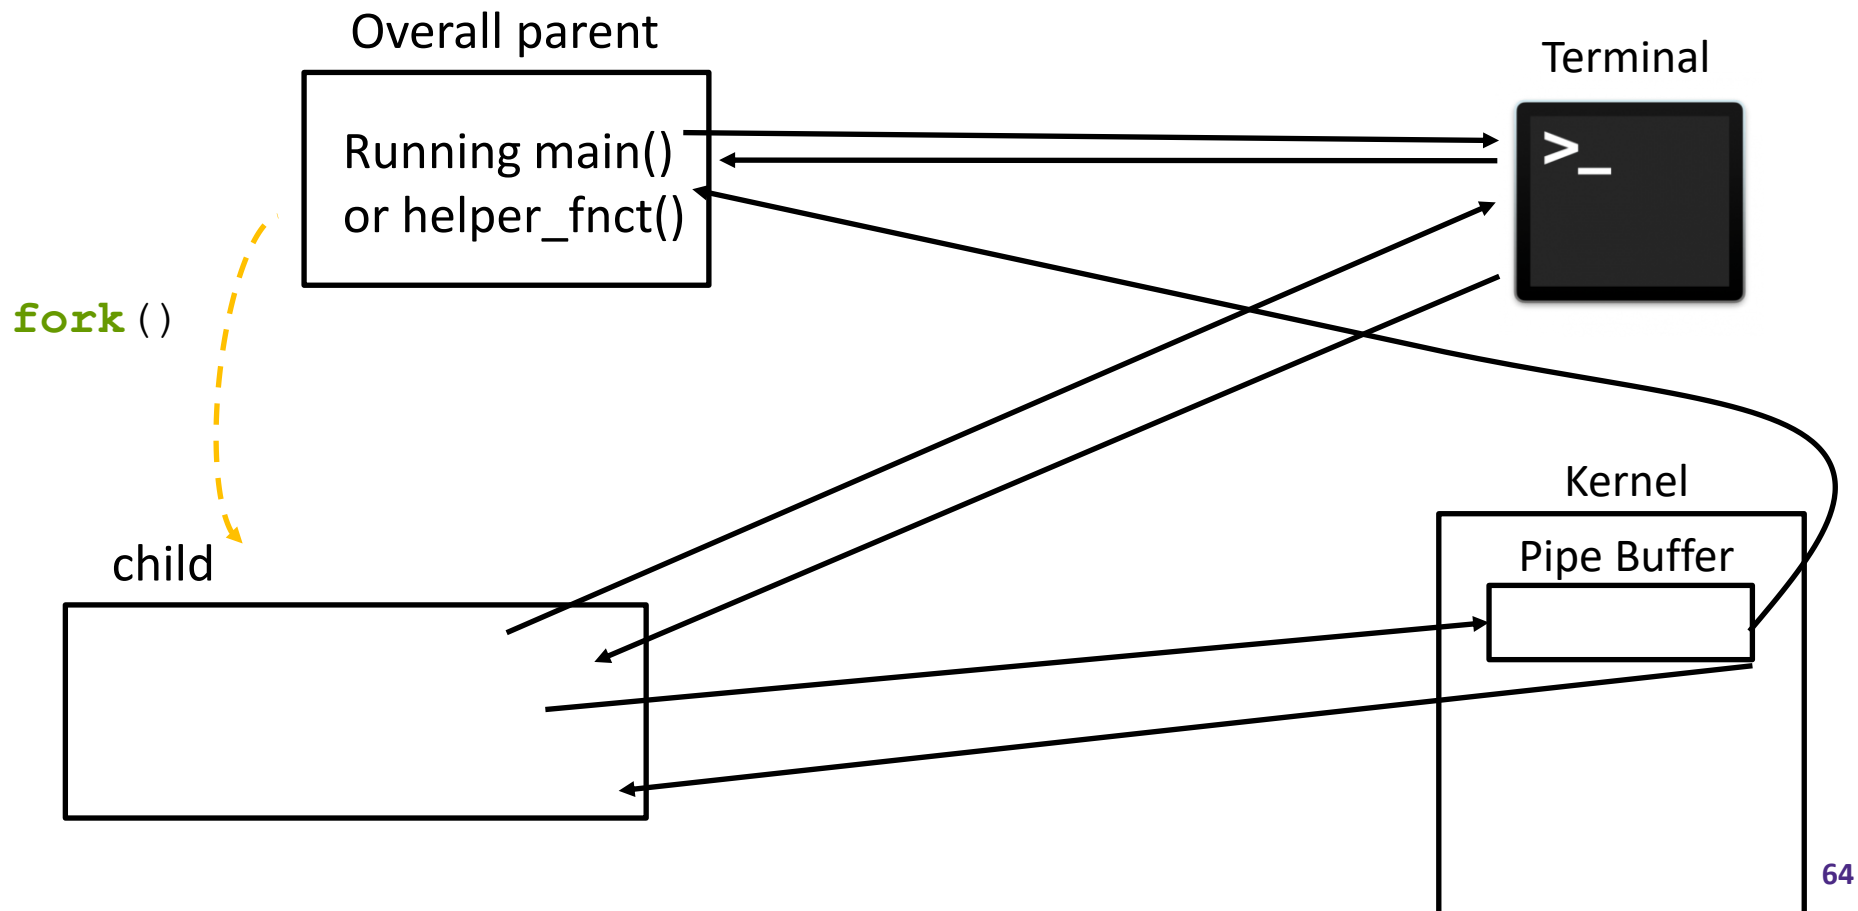 Overall parent
Terminal
Running main()
or helper_fnct()
>_
fork()
Kernel
child
Pipe Buffer
64